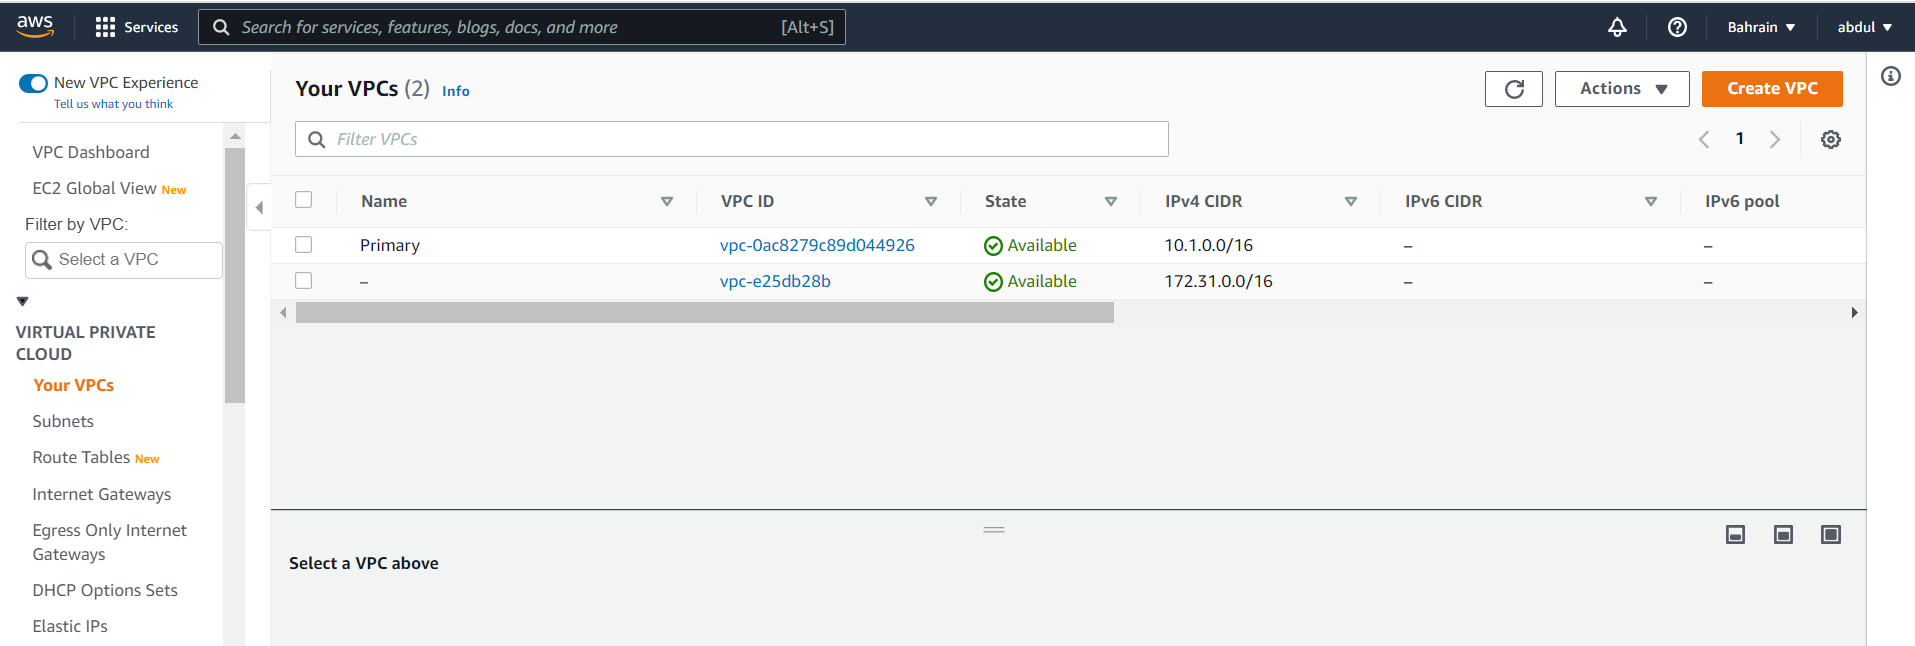 aws Services Search for services, features, blogs, docs, and more [Alt+S] Bahrain ▼ abdul ▼
New VPC Experience
Tell us what you think
VPC Dashboard
EC2 Global View New
Filter by VPC:
Select a VPC
VIRTUAL PRIVATE
CLOUD
Your VPCs
Subnets
Route Tables New
Internet Gateways
Egress Only Internet
Gateways
DHCP Options Sets
Elastic IPs
Your VPCs (2) Info
Actions ▼ Create VPC
Filter VPCs
1
Name VPC ID State IPv4 CIDR IPv6 CIDR IPv6 pool
Primary vpc-0ac8279c89d044926 Available 10.1.0.0/16 – –
– vpc-e25db28b Available 172.31.0.0/16 – –
Select a VPC above